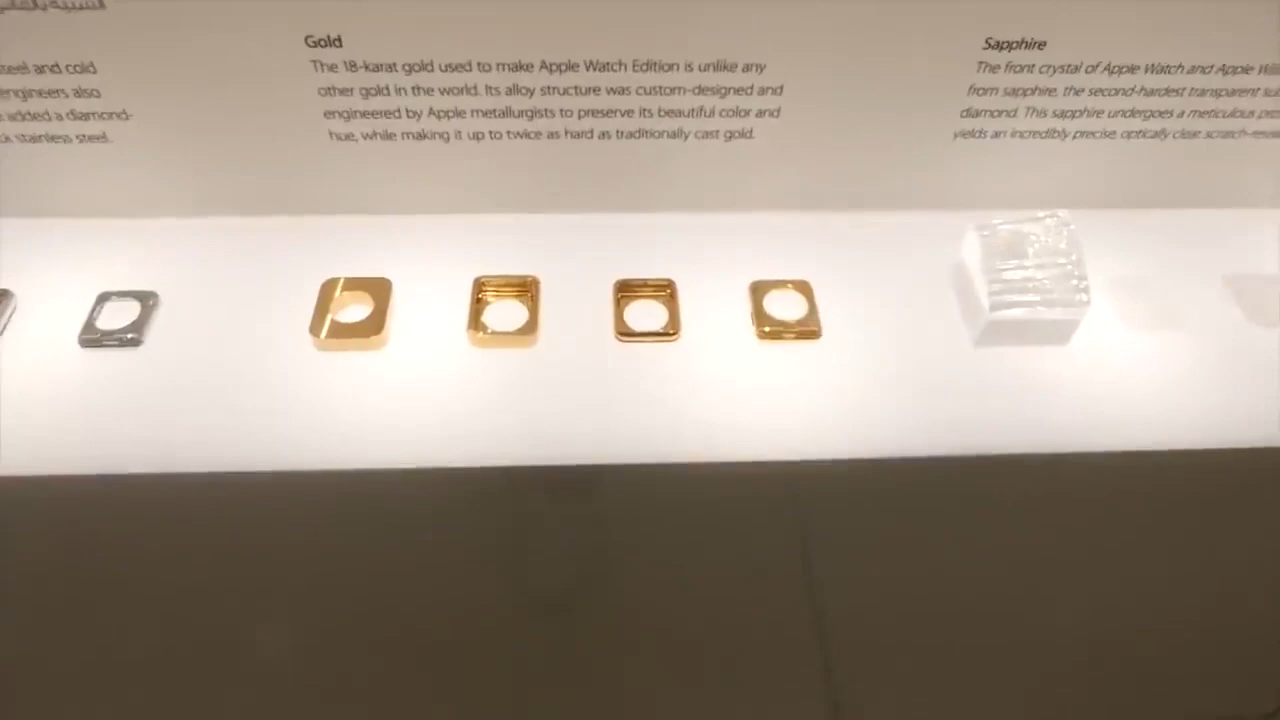 steel and cold
engineers also
added a diamond-
stainless steel.
Gold
The 18-karat gold used to make Apple Watch Edition is unlike any
other gold in the world. Its alloy structure was custom-designed and
engineered by Apple metallurgists to preserve its beautiful color and
hue, while making it up to twice as hard as traditionally cast gold.
Sapphire
The front crystal of Apple Watch and Apple
from sapphire, the second-hardest transparent
diamond. This sapphire undergoes a meticulous
yields an incredibly precise, optically clear, scratch-